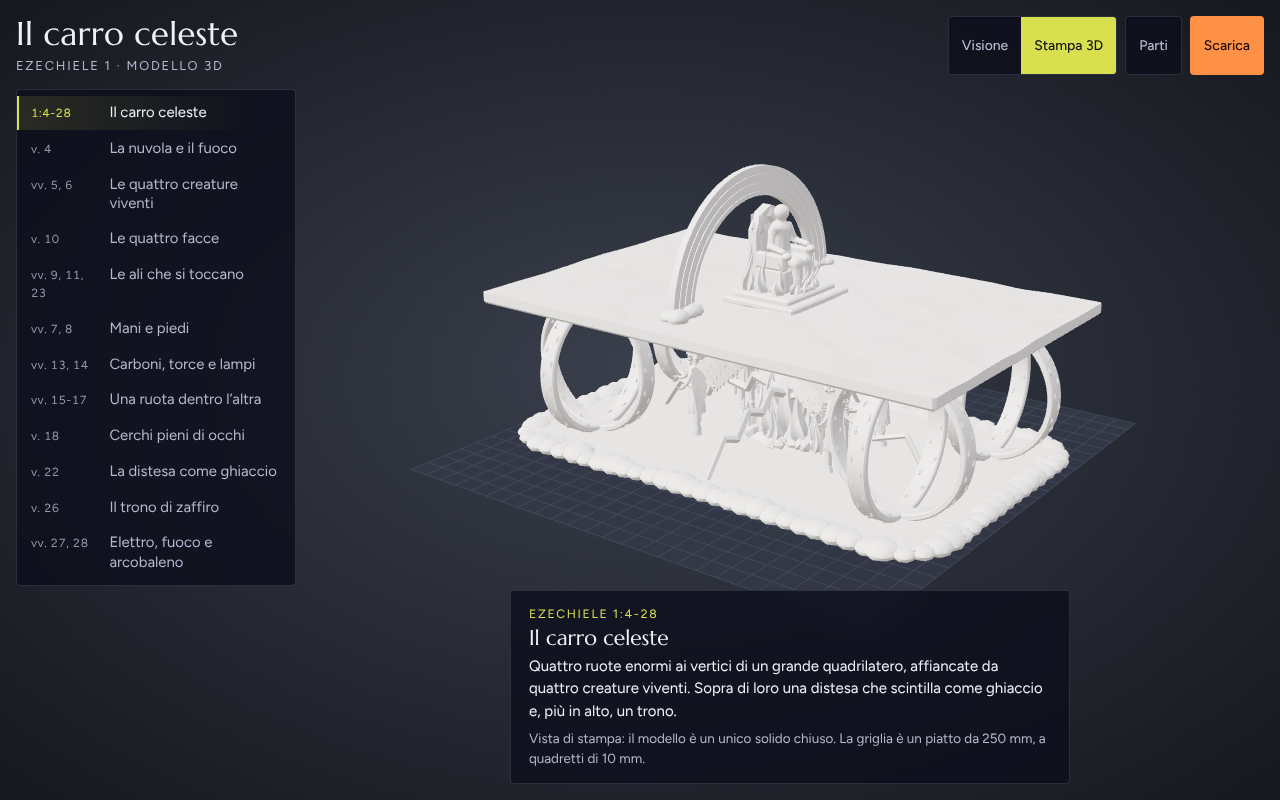 Il carro celeste
EZECHIELE 1 · MODELLO 3D
Visione
Stampa 3D
Parti
Scarica
1:4-28 Il carro celeste
v. 4 La nuvola e il fuoco
vv. 5, 6 Le quattro creature
viventi
v. 10 Le quattro facce
vv. 9, 11, Le ali che si toccano
23
vv. 7, 8 Mani e piedi
vv. 13, 14 Carboni, torce e lampi
vv. 15-17 Una ruota dentro l’altra
v. 18 Cerchi pieni di occhi
v. 22 La distesa come ghiaccio
v. 26 Il trono di zaffiro
vv. 27, 28 Elettro, fuoco e
arcobaleno
EZECHIELE 1:4-28
Il carro celeste
Quattro ruote enormi ai vertici di un grande quadrilatero, affiancate da
quattro creature viventi. Sopra di loro una distesa che scintilla come ghiaccio
e, più in alto, un trono.
Vista di stampa: il modello è un unico solido chiuso. La griglia è un piatto da 250 mm, a
quadretti di 10 mm.